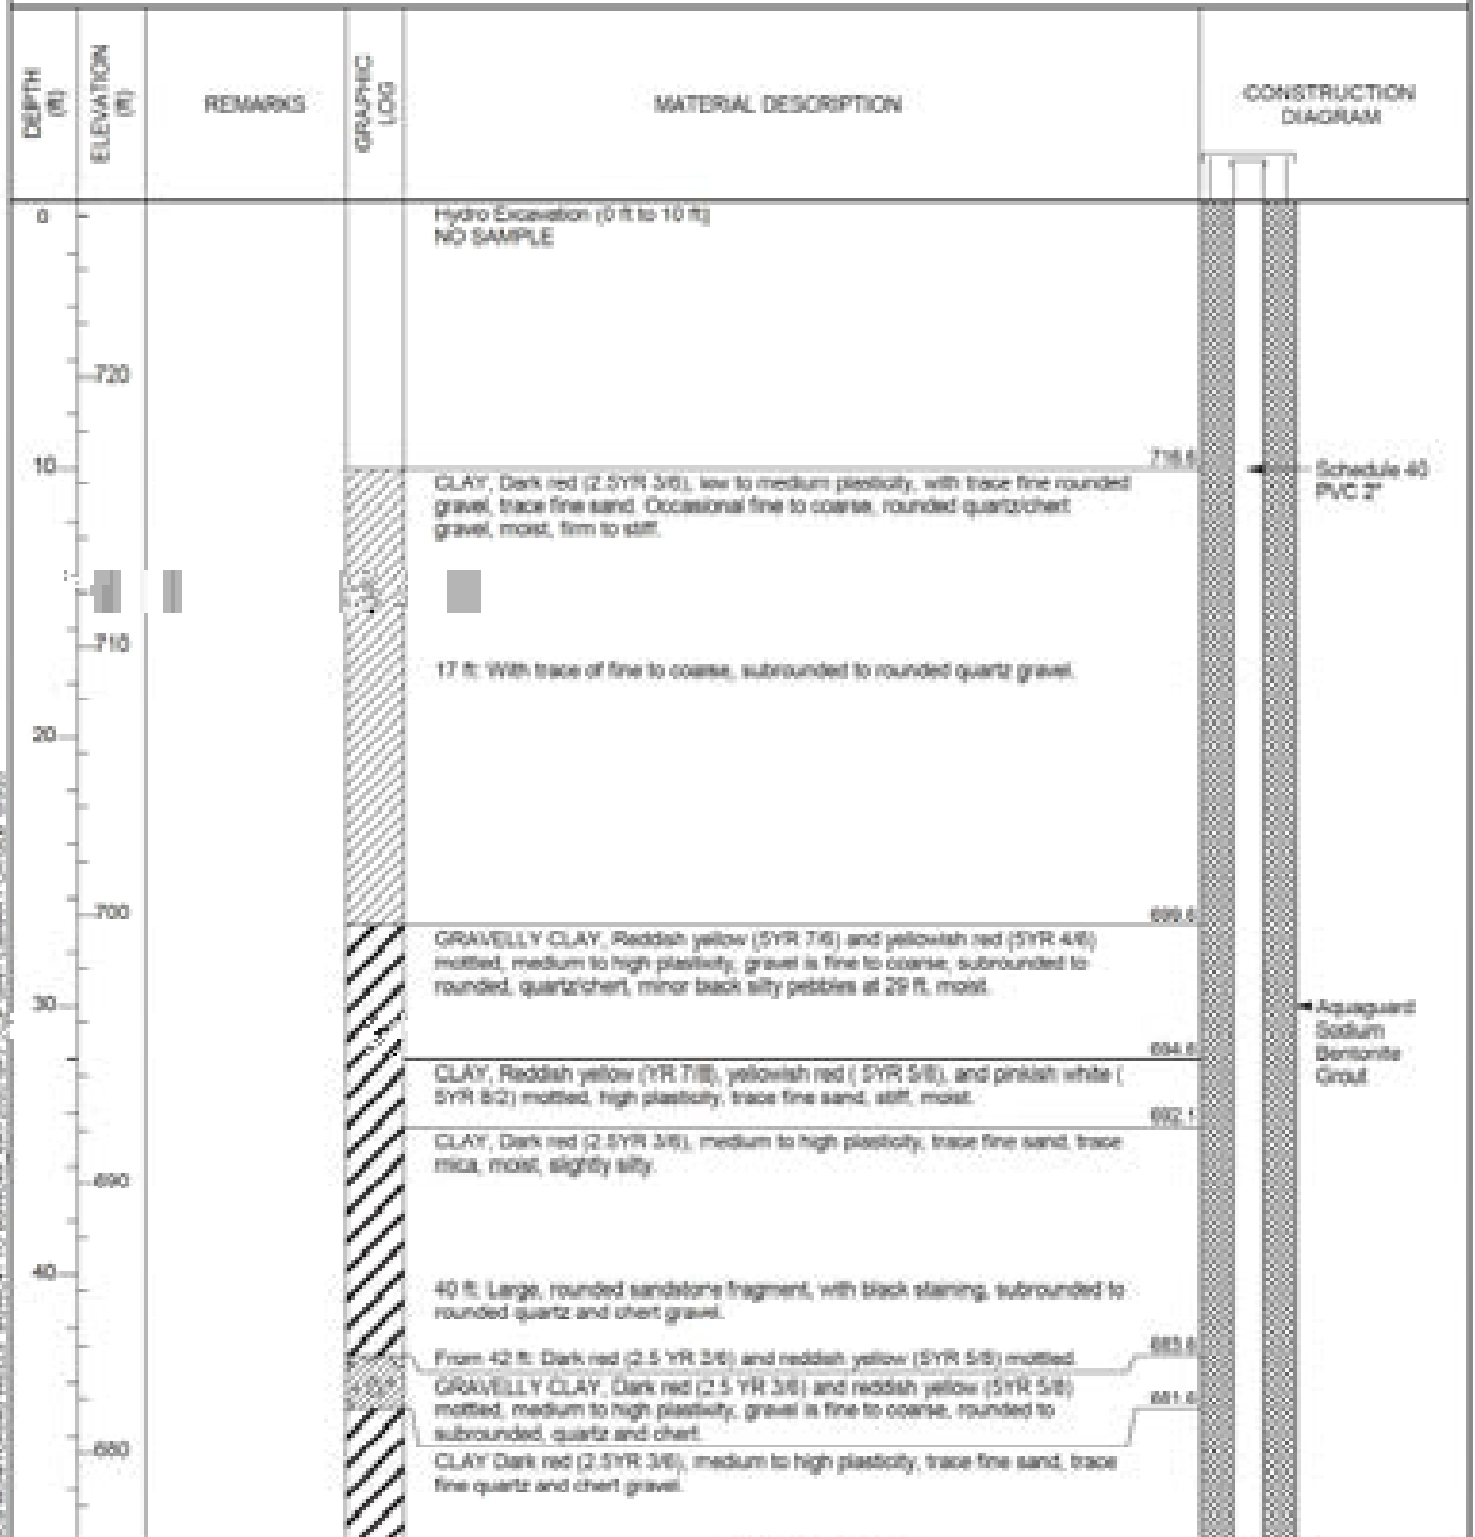 DEPTH
(ft)
ELEVATION
(ft)
REMARKS
GRAPHIC
LOG
MATERIAL DESCRIPTION
CONSTRUCTION
DIAGRAM
0
Hydro Excavation (0 ft to 10 ft)
NO SAMPLE
720
10
716.6
CLAY, Dark red (2.5YR 3/6), low to medium plasticity, with trace fine rounded
gravel, trace fine sand. Occasional fine to coarse, rounded quartz/chert
gravel, moist, firm to stiff.
Schedule 40
PVC 2"
710
17 ft: With trace of fine to coarse, subrounded to rounded quartz gravel.
20
700
699.6
GRAVELLY CLAY, Reddish yellow (5YR 7/6) and yellowish red (5YR 4/6)
mottled, medium to high plasticity, gravel is fine to coarse, subrounded to
rounded, quartz/chert, minor black silty pebbles at 29 ft, moist.
30
Aquaguard
Sodium
Bentonite
Grout
694.6
CLAY, Reddish yellow (YR 7/8), yellowish red ( 5YR 5/8), and pinkish white (
5YR 8/2) mottled, high plasticity, trace fine sand, stiff, moist.
692.1
CLAY, Dark red (2.5YR 3/6), medium to high plasticity, trace fine sand, trace
mica, moist, slightly silty.
690
40
40 ft: Large, rounded sandstone fragment, with black staining, subrounded to
rounded quartz and chert gravel.
683.6
From 42 ft: Dark red (2.5 YR 3/6) and reddish yellow (5YR 5/8) mottled.
GRAVELLY CLAY, Dark red (2.5 YR 3/6) and reddish yellow (5YR 5/8)
mottled, medium to high plasticity, gravel is fine to coarse, rounded to
subrounded, quartz and chert.
681.6
680
CLAY Dark red (2.5YR 3/6), medium to high plasticity, trace fine sand, trace
fine quartz and chert gravel.